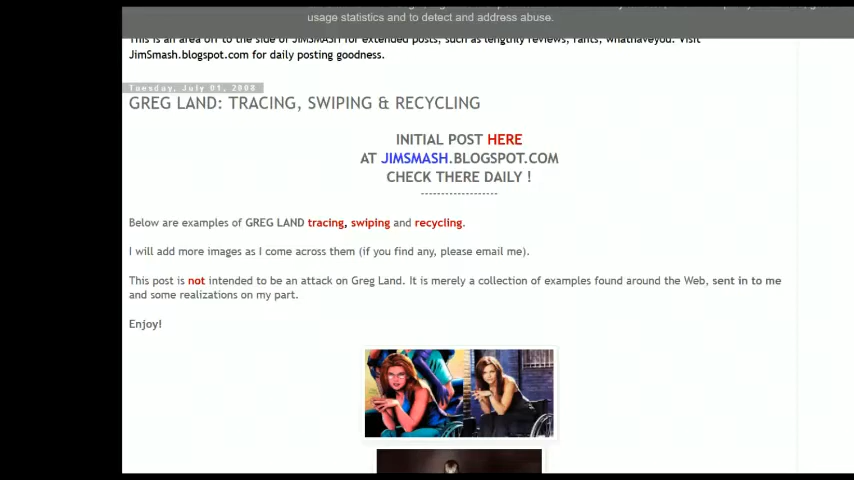 usage statistics and to detect and address abuse.
This is an area off to the side of JIMSMASH for extended posts, such as lengthly reviews, rants, whathaveyou. Visit
JimSmash.blogspot.com for daily posting goodness.
Tuesday, July 01, 2008
GREG LAND: TRACING, SWIPING & RECYCLING
INITIAL POST HERE
AT JIMSMASH.BLOGSPOT.COM
CHECK THERE DAILY !
-------------------
Below are examples of GREG LAND tracing, swiping and recycling.
I will add more images as I come across them (if you find any, please email me).
This post is not intended to be an attack on Greg Land. It is merely a collection of examples found around the Web, sent in to me
and some realizations on my part.
Enjoy!